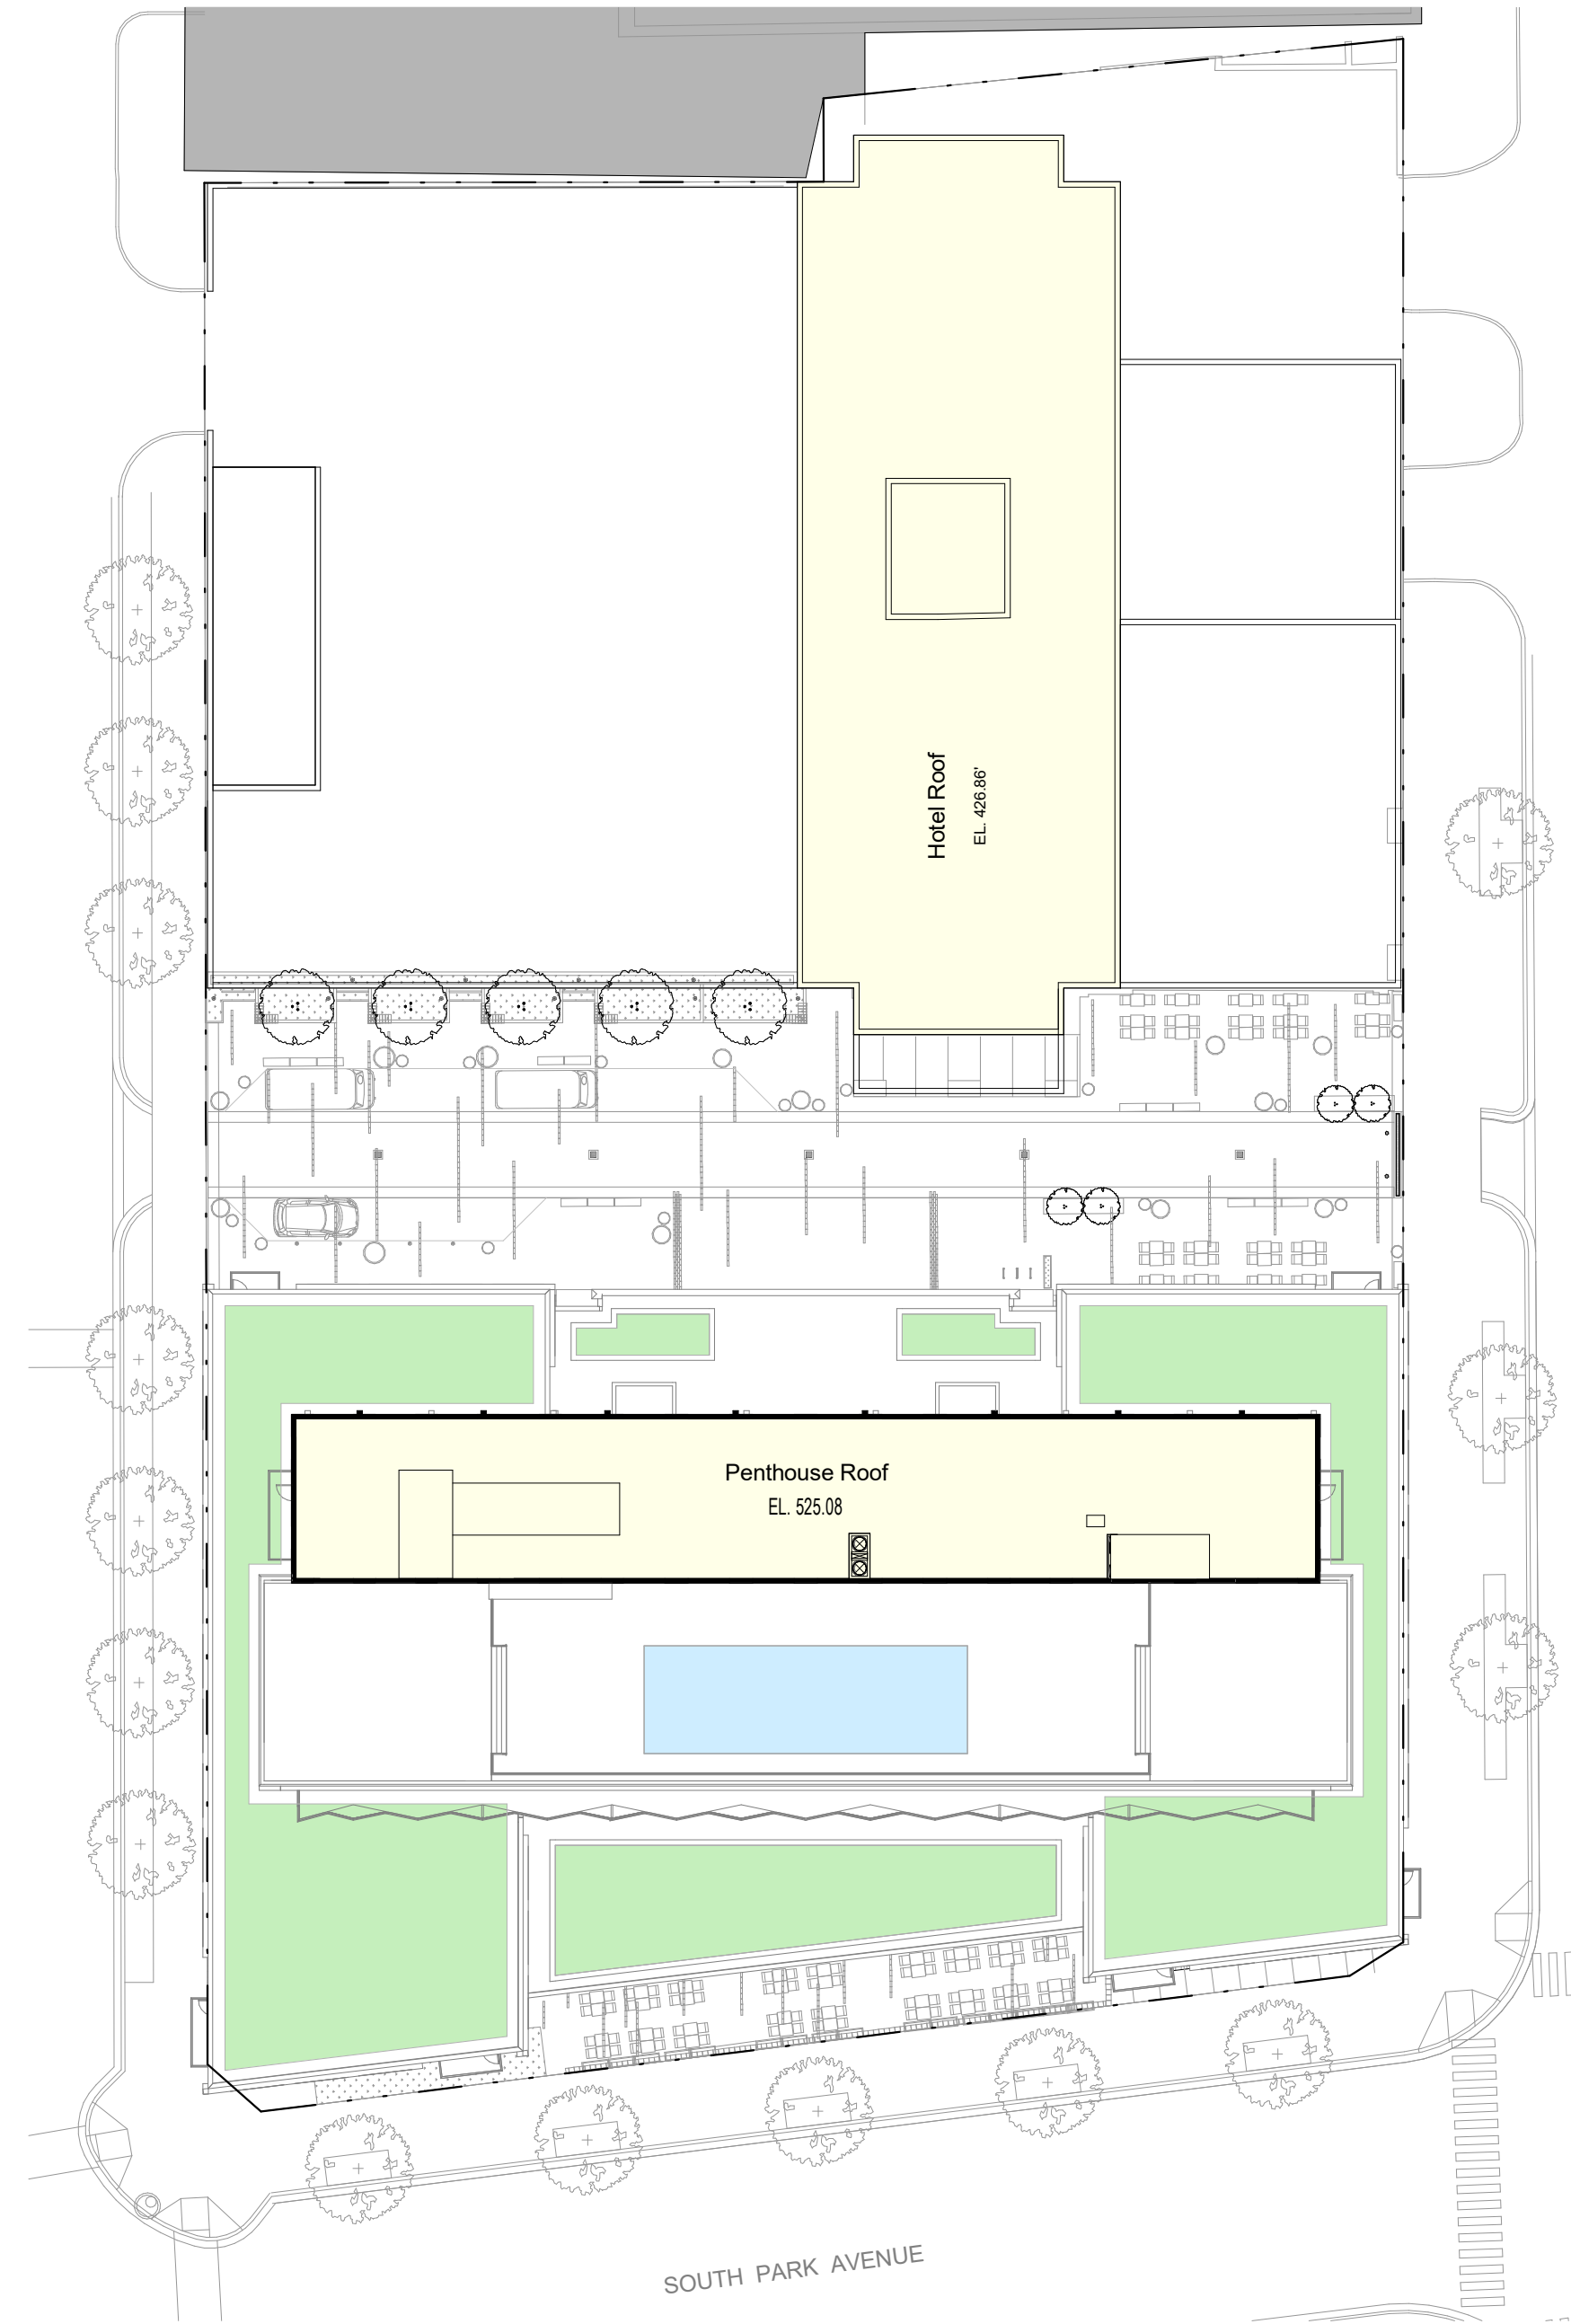 Hotel Roof
EL. 426.86'
Penthouse Roof
EL. 525.08
SOUTH PARK AVENUE